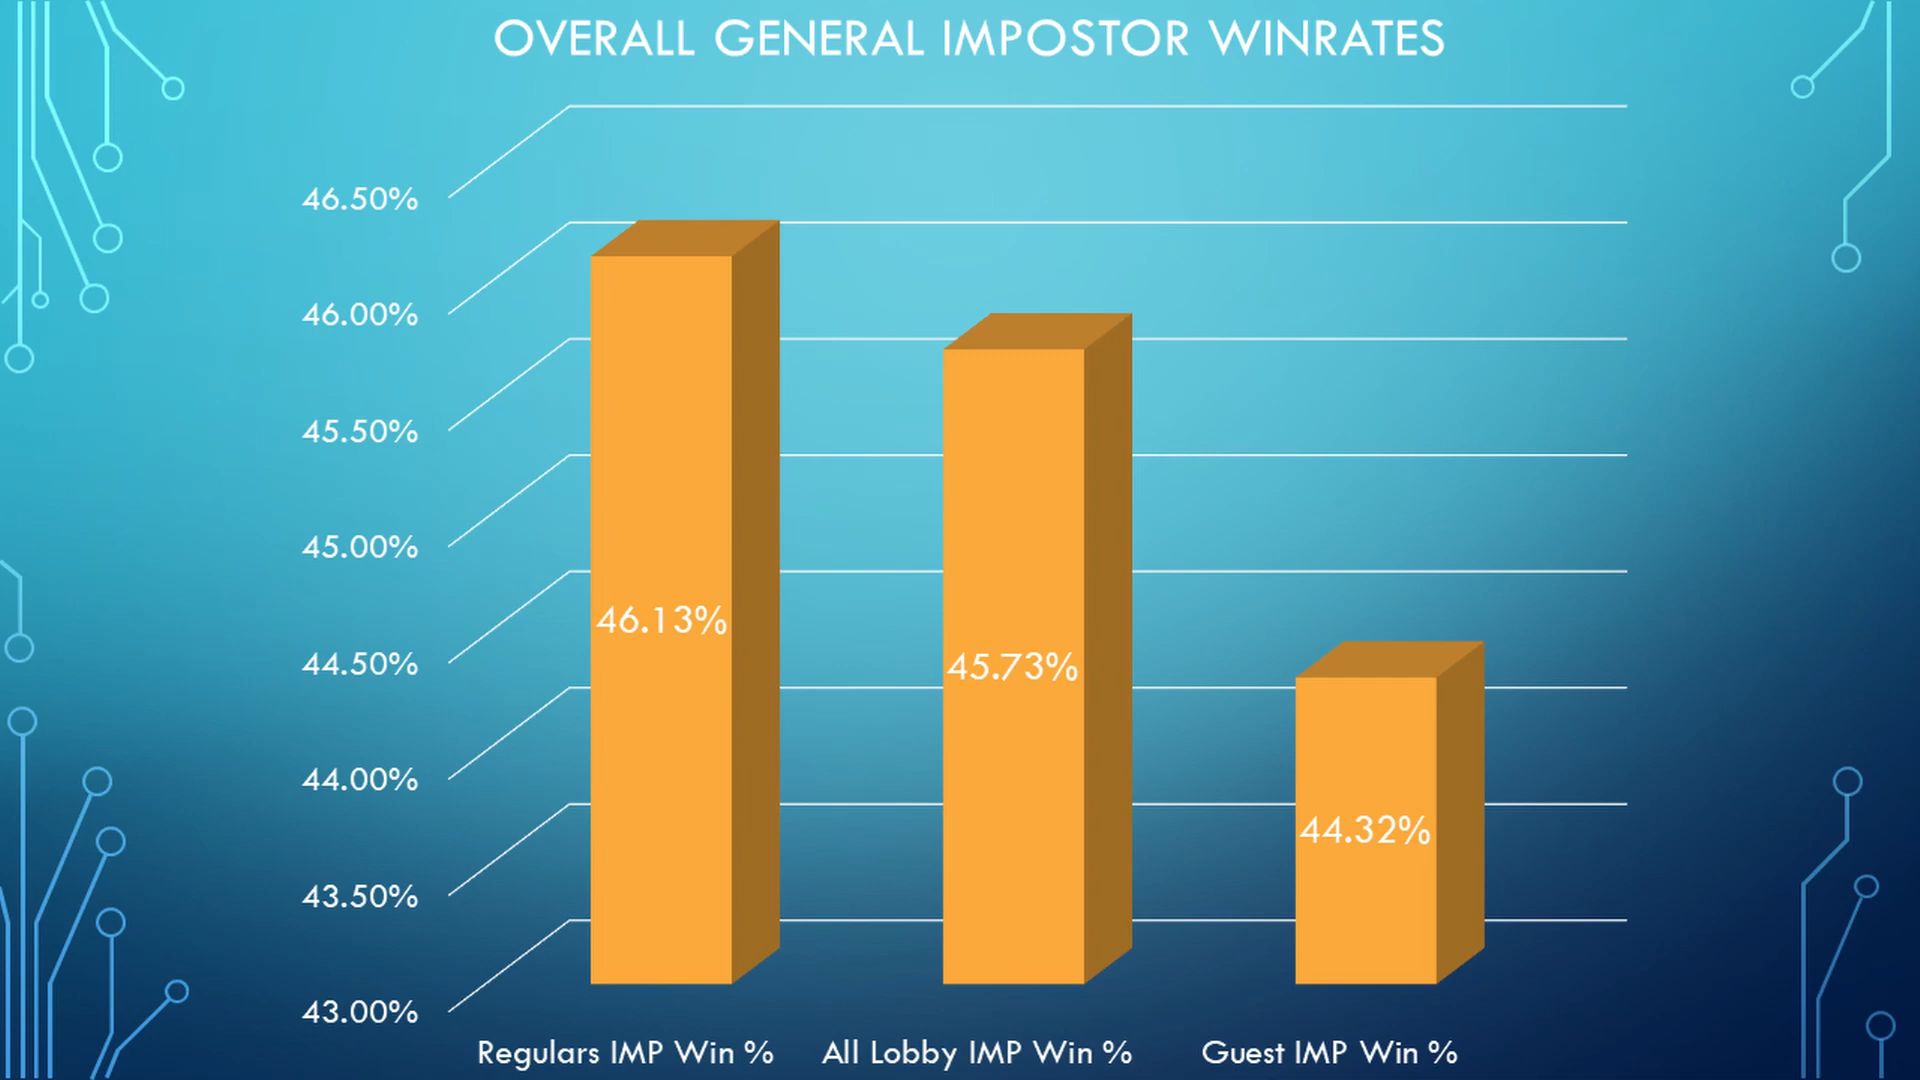 OVERALL GENERAL IMPOSTOR WINRATES
46.50%
46.00%
45.50%
45.00%
44.50%
44.00%
43.50%
43.00%
46.13%
45.73%
44.32%
Regulars IMP Win %
All Lobby IMP Win %
Guest IMP Win %